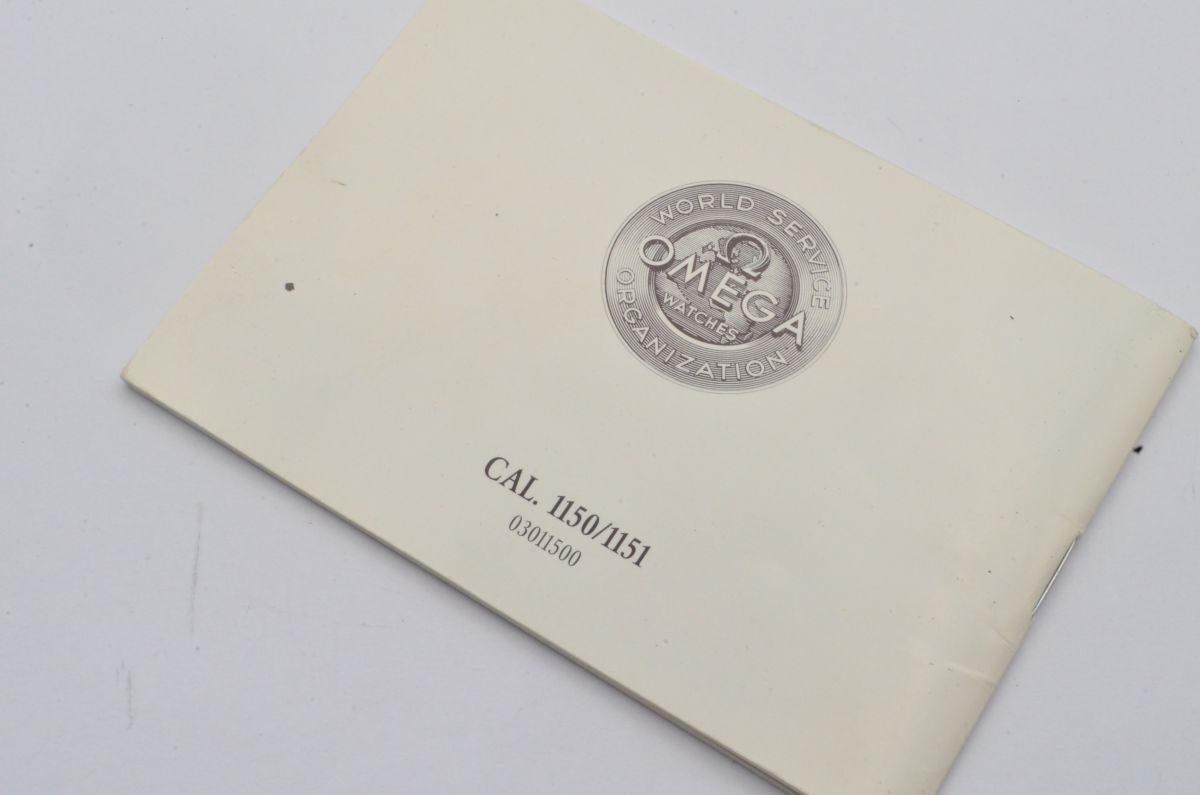 WORLD SERVICE
Ω
OMEGA
WATCHES
ORGANIZATION
CAL. 1150/1151
03011500